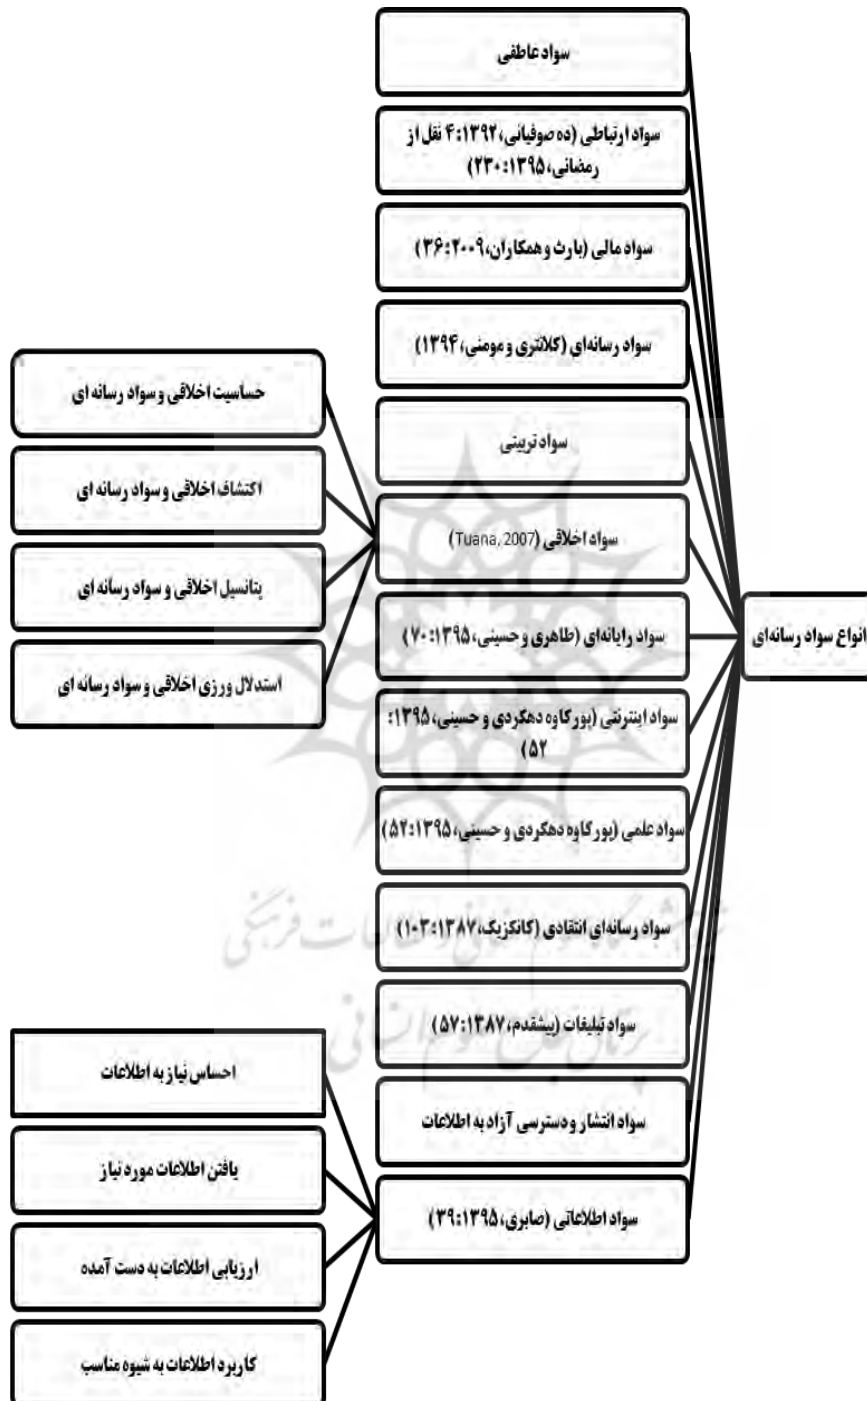 انواع سواد رسانه‌ای
سواد عاطفی
سواد ارتباطی (ده صوفیانی، ۱۳۹۲: ۴ نقل از
رمضانی، ۱۳۹۵: ۲۳۰)
سواد مالی (بارث و همکاران، ۲۰۰۹: ۳۶)
سواد رسانه‌ای (کلانتری و مومنی، ۱۳۹۴)
سواد تربیتی
سواد اخلاقی (Tuana, 2007)
حساسیت اخلاقی و سواد رسانه ای
اکتشاف اخلاقی و سواد رسانه ای
پتانسیل اخلاقی و سواد رسانه ای
استدلال ورزی اخلاقی و سواد رسانه ای
سواد رایانه‌ای (طاهری و حسینی، ۱۳۹۵: ۷۰)
سواد اینترنتی (پور کاوه دهکردی و حسینی، ۱۳۹۵:
۵۲)
سواد علمی (پور کاوه دهکردی و حسینی، ۱۳۹۵: ۵۲)
سواد رسانه‌ای انتقادی (کانکزیک، ۱۳۸۷: ۱۰۳)
سواد تبلیغات (پیشقدم، ۱۳۸۷: ۵۷)
سواد انتشار و دسترسی آزاد به اطلاعات
سواد اطلاعاتی (صابری، ۱۳۹۵: ۳۹)
احساس نیاز به اطلاعات
یافتن اطلاعات مورد نیاز
ارزیابی اطلاعات به دست آمده
کاربرد اطلاعات به شیوه مناسب